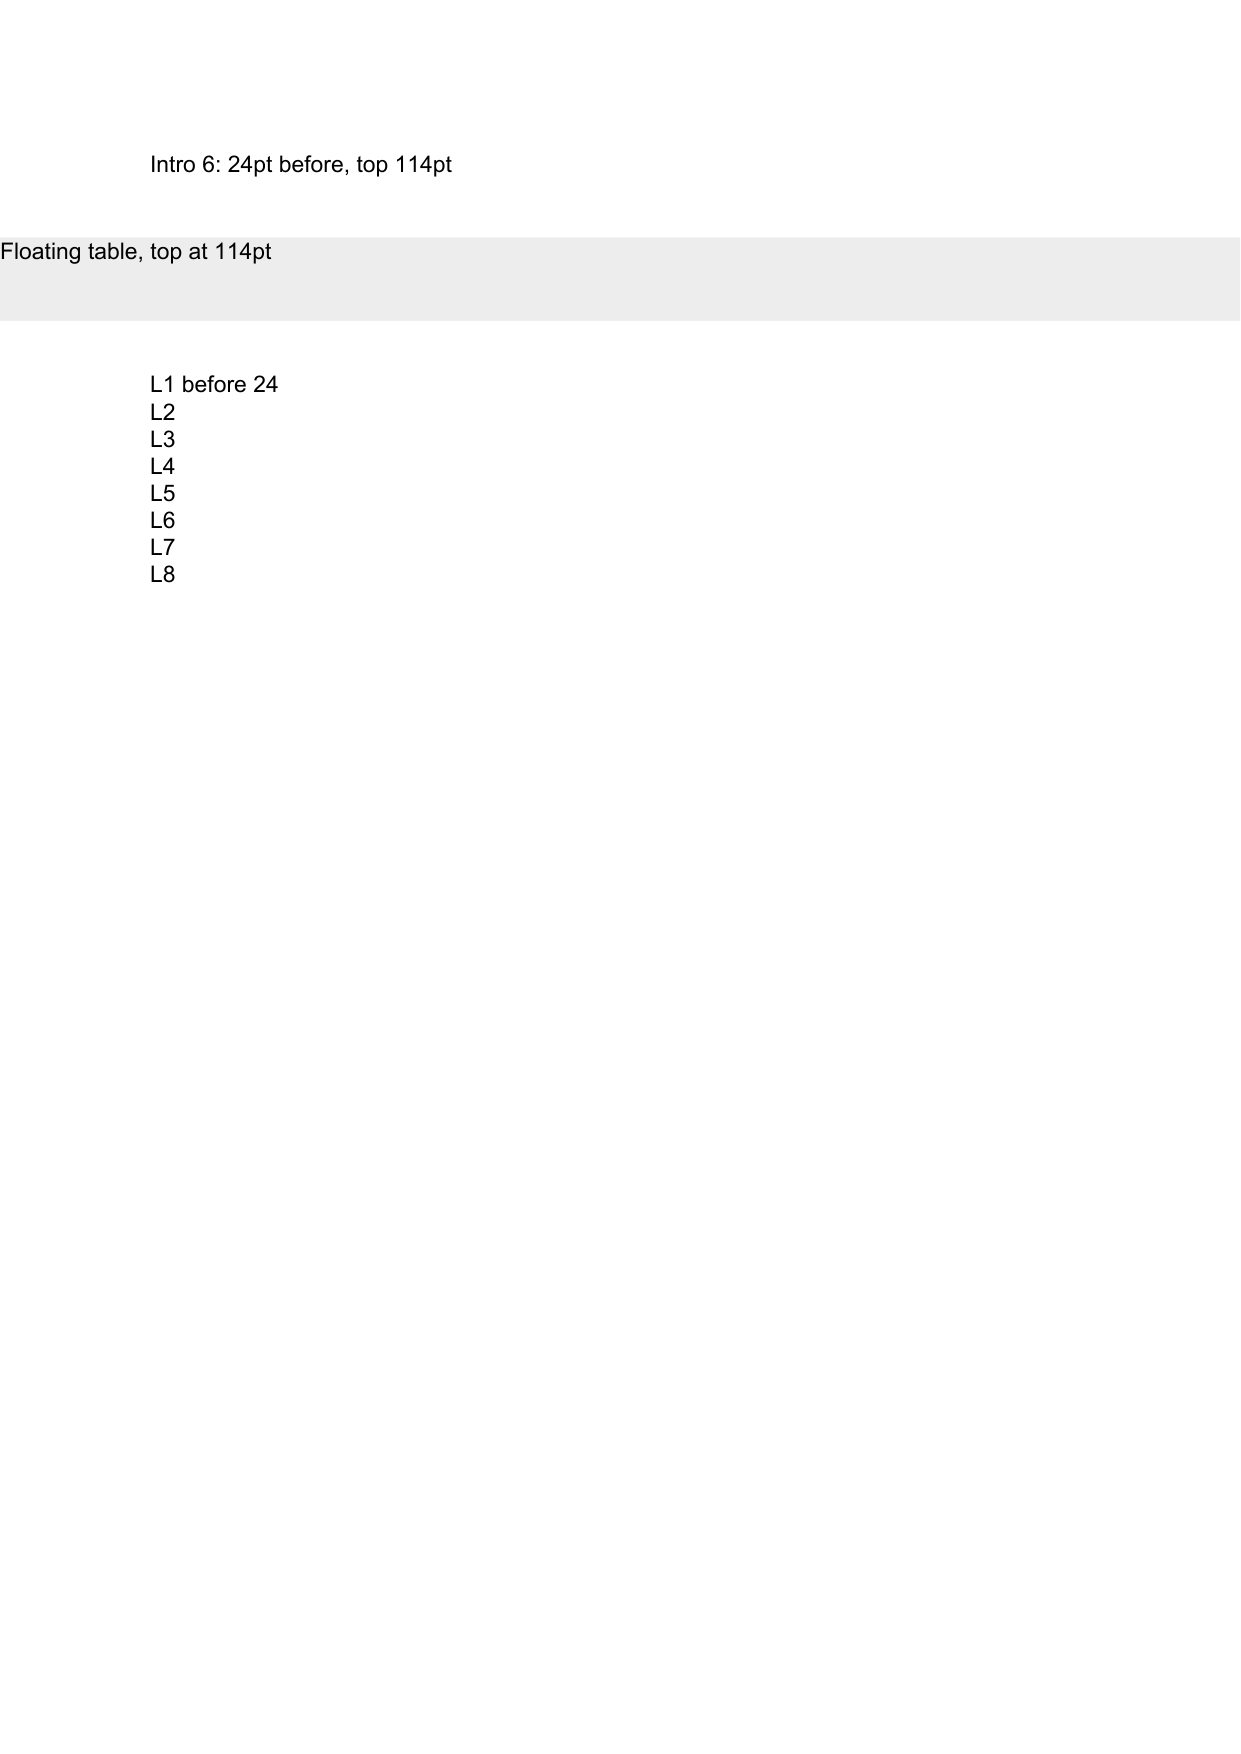 Intro 6: 24pt before, top 114pt
Floating table, top at 114pt
L1 before 24
L2
L3
L4
L5
L6
L7
L8